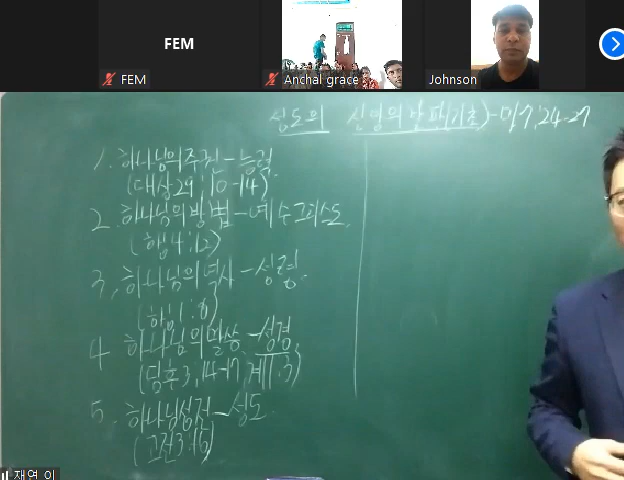 FEM
FEM
Anchal grace
Johnson
성도의 신앙의 (기초)-마7:24-27
1. 하나님의 주권-능력
(대상29:10-14)
2. 하나님의 방법-예수그리스도
(행4:12)
3. 하나님의 역사-성령
(행1:8)
4 하나님의 말씀-성경
(딤후3:14-17, 계1:3)
5. 하나님성전-성도
(고전3:16)
재연 이